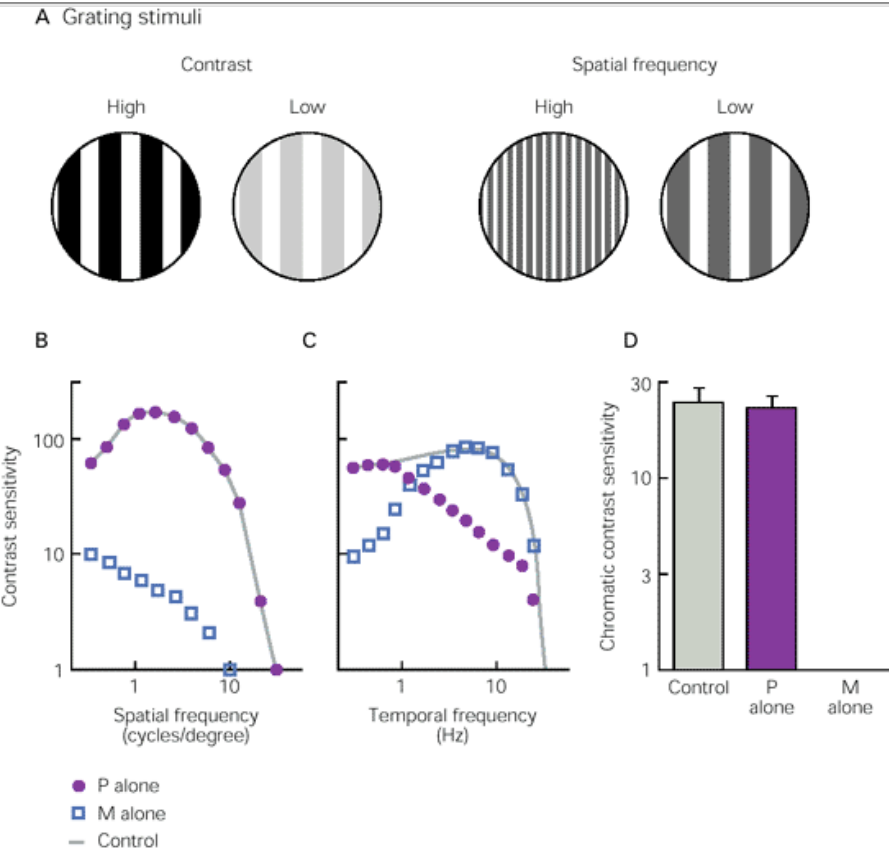 A Grating stimuli
Contrast
Spatial frequency
High
Low
High
Low
B
C
D
Contrast sensitivity
100
10
1
1
10
Spatial frequency
(cycles/degree)
1
10
Temporal frequency
(Hz)
Chromatic contrast sensitivity
30
10
3
1
Control
P
alone
M
alone
P alone
M alone
Control